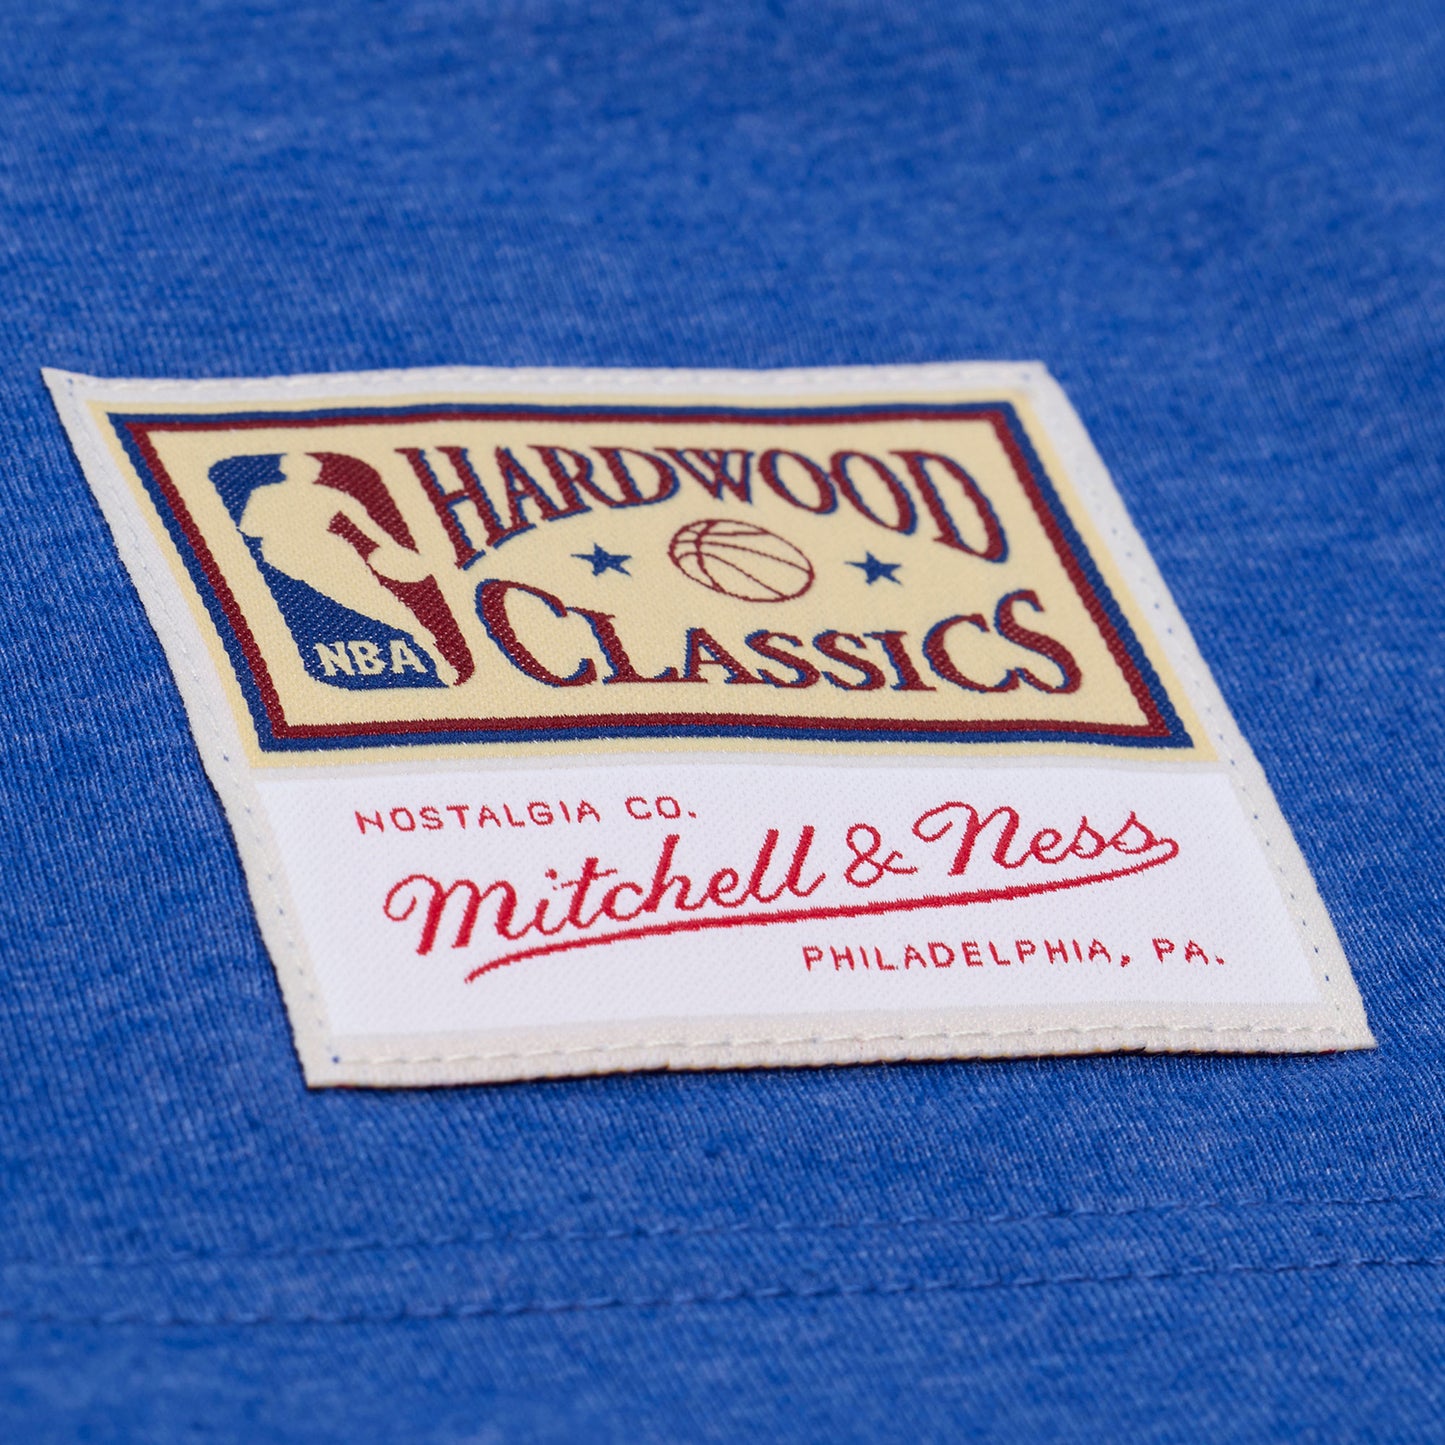 HARDWOOD
CLASSICS
NBA
NOSTALGIA CO.
Mitchell & Ness
PHILADELPHIA, PA.